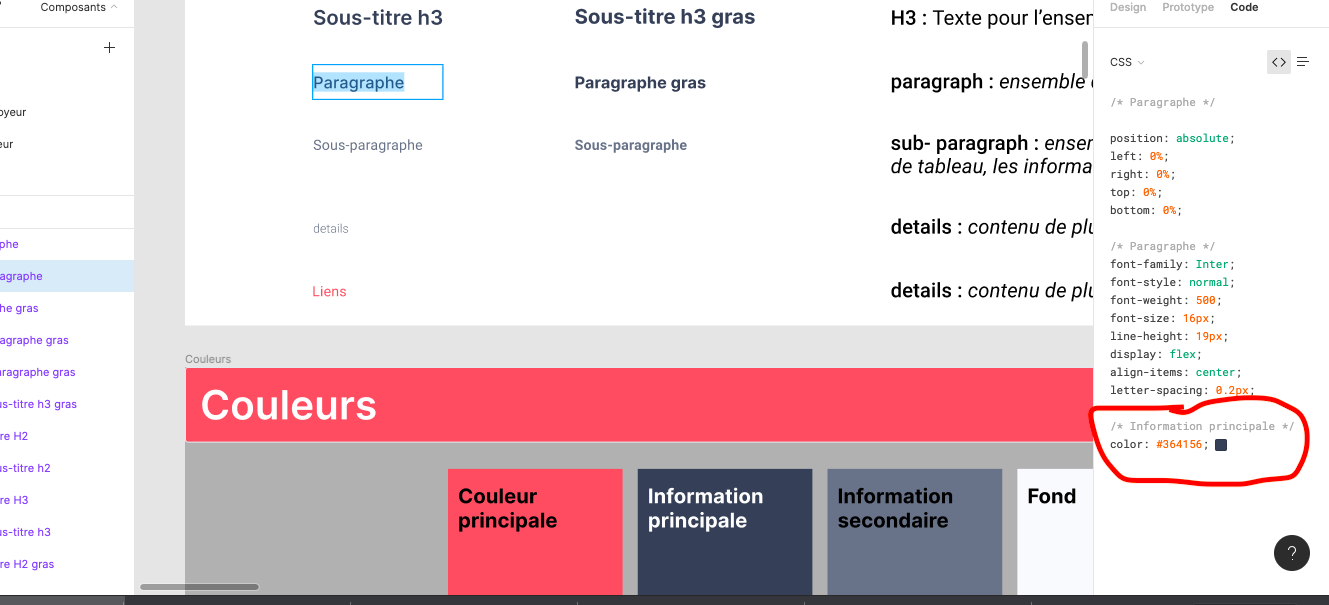 Composants
Design Prototype Code
oyeur
eur
phe
agraphe
he gras
agraphe gras
ragraphe gras
us-titre h3 gras
re H2
us-titre h2
re H3
us-titre h3
re H2 gras
Sous-titre h3 Sous-titre h3 gras H3 : Texte pour l'enser
Paragraphe Paragraphe gras paragraph : ensemble
Sous-paragraphe Sous-paragraphe sub- paragraph : enser
de tableau, les informa
details details : contenu de plu
Liens details : contenu de plu
Couleurs
Couleurs
Couleur
principale
Information
principale
Information
secondaire
Fond
CSS
/* Paragraphe */
position: absolute;
left: 0%;
right: 0%;
top: 0%;
bottom: 0%;
/* Paragraphe */
font-family: Inter;
font-style: normal;
font-weight: 500;
font-size: 16px;
line-height: 19px;
display: flex;
align-items: center;
letter-spacing: 0.2px;
/* Information principale */
color: #364156;
?